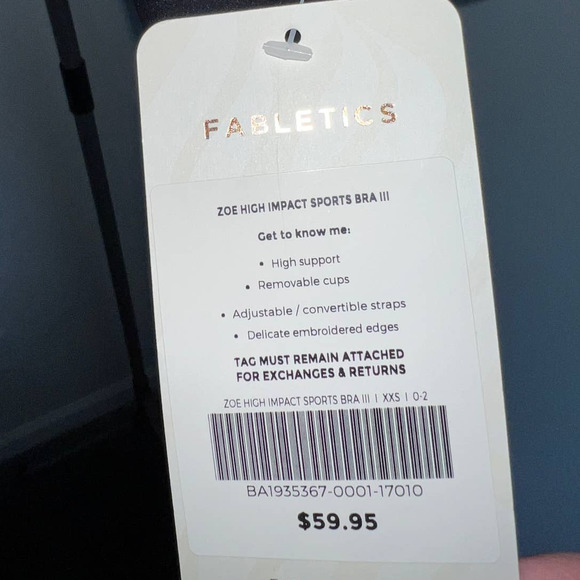 FABLETICS
ZOE HIGH IMPACT SPORTS BRA III
Get to know me:
• High support
• Removable cups
• Adjustable / convertible straps
• Delicate embroidered edges
TAG MUST REMAIN ATTACHED
FOR EXCHANGES & RETURNS
ZOE HIGH IMPACT SPORTS BRA III | XXS | 0-2
BA1935367-0001-17010
$59.95